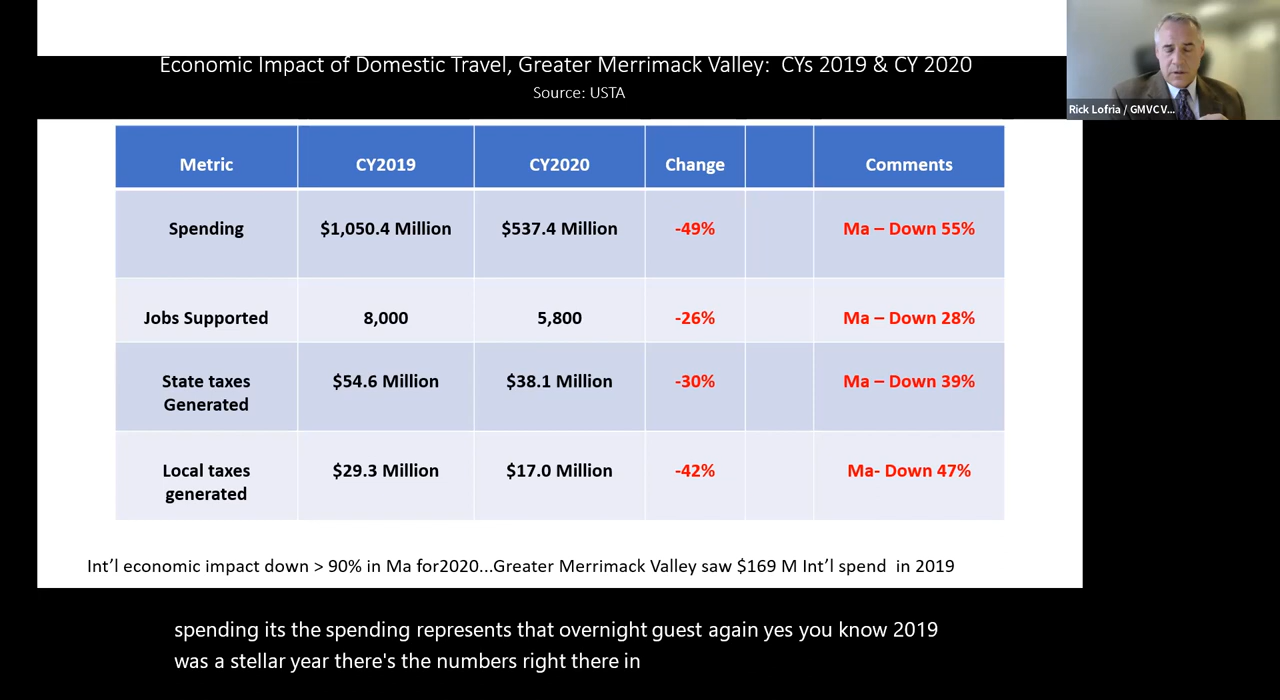 Economic Impact of Domestic Travel, Greater Merrimack Valley:  CYs 2019 & CY 2020
Source: USTA
Rick Lofria / GMVCV...
Metric CY2019 CY2020 Change Comments
Spending $1,050.4 Million $537.4 Million -49% Ma – Down 55%
Jobs Supported 8,000 5,800 -26% Ma – Down 28%
State taxes Generated $54.6 Million $38.1 Million -30% Ma – Down 39%
Local taxes generated $29.3 Million $17.0 Million -42% Ma- Down 47%
Int'l economic impact down > 90% in Ma for2020...Greater Merrimack Valley saw $169 M Int'l spend  in 2019
spending its the spending represents that overnight guest again yes you know 2019
was a stellar year there's the numbers right there in